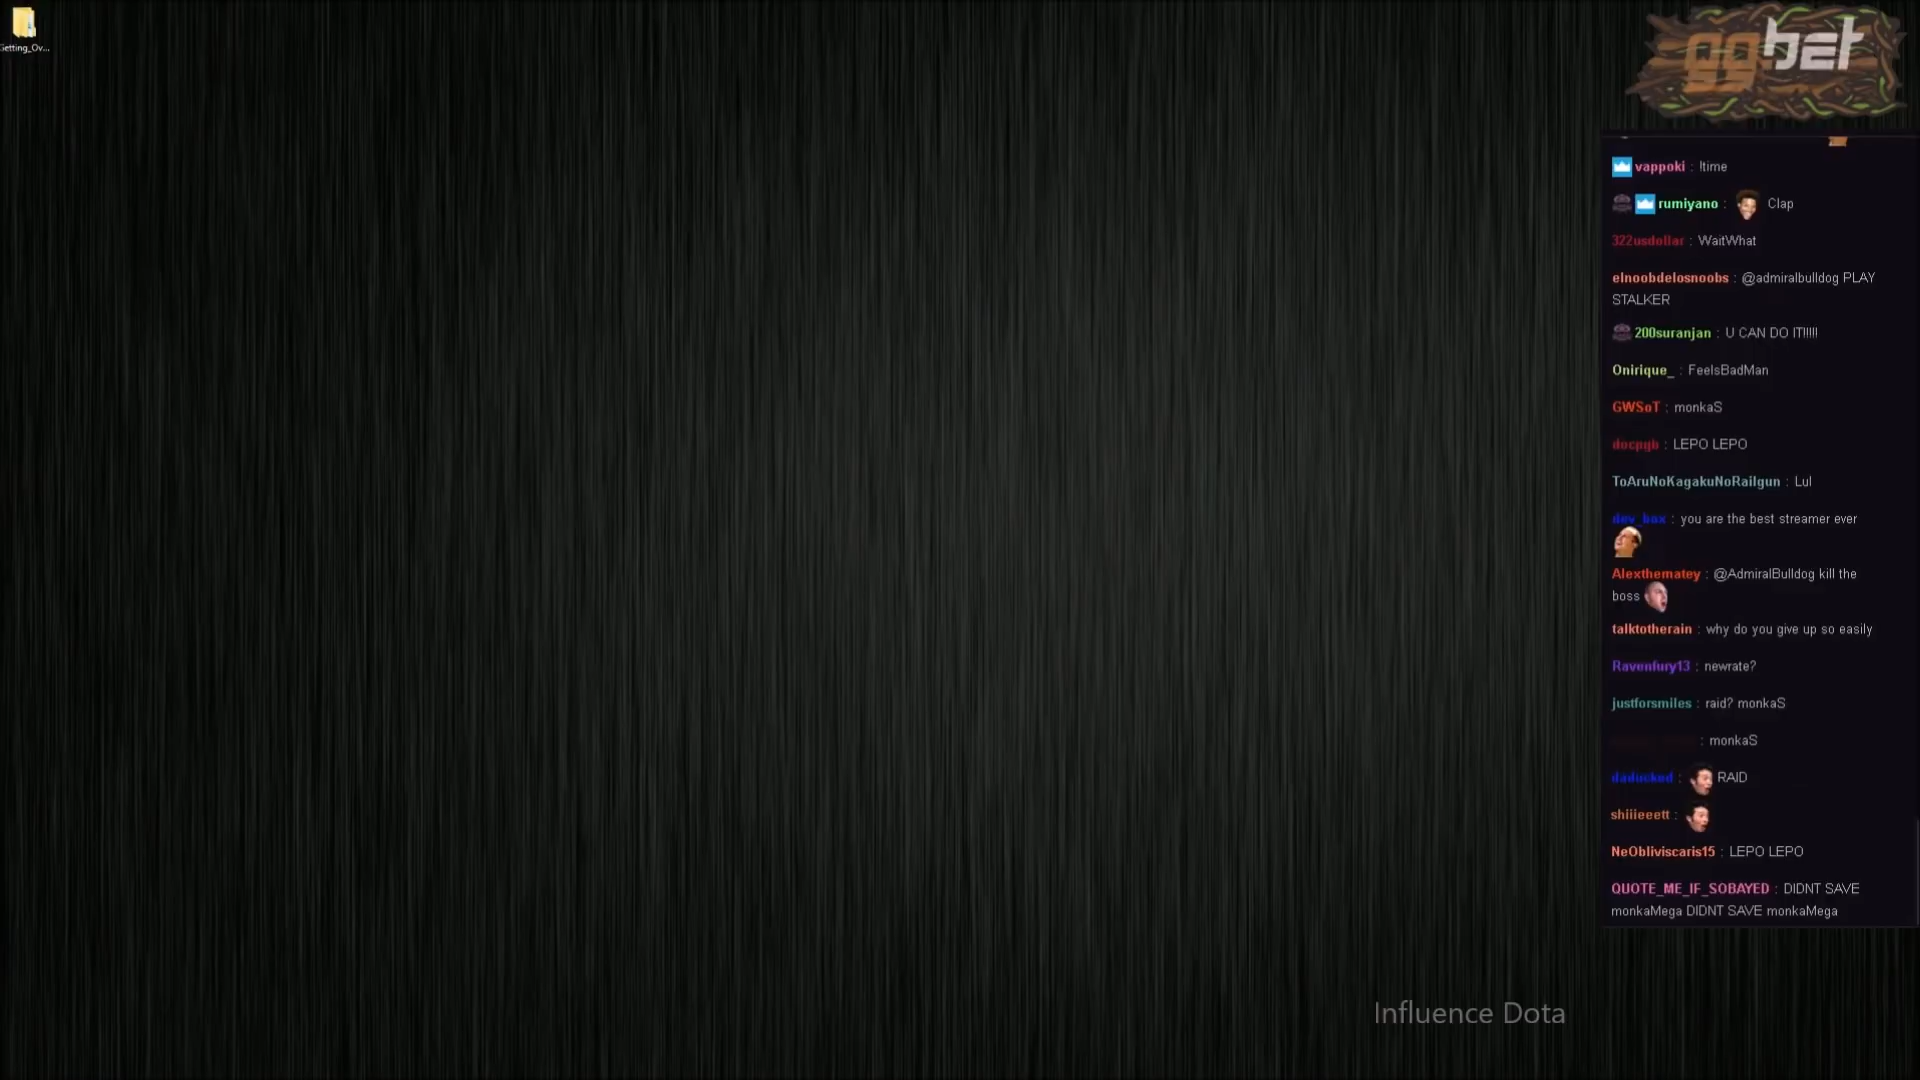 Getting_Ov...
ggbet
vappoki : !time
rumiyano : Clap
322usdollar : WaitWhat
elnoobdelosnoobs : @admiralbulldog PLAY
STALKER
200suranjan : U CAN DO IT!!!!!
Onirique_ : FeelsBadMan
GWSoT : monkaS
docpgb : LEPO LEPO
ToAruNoKagakuNoRailgun : Lul
dev_box : you are the best streamer ever
Alexthematey : @AdmiralBulldog kill the
boss
talktotherain : why do you give up so easily
Ravenfury13 : newrate?
justforsmiles : raid? monkaS
: monkaS
daducked : RAID
shiiieeett :
NeObliviscaris15 : LEPO LEPO
QUOTE_ME_IF_SOBAYED : DIDNT SAVE
monkaMega DIDNT SAVE monkaMega
Influence Dota